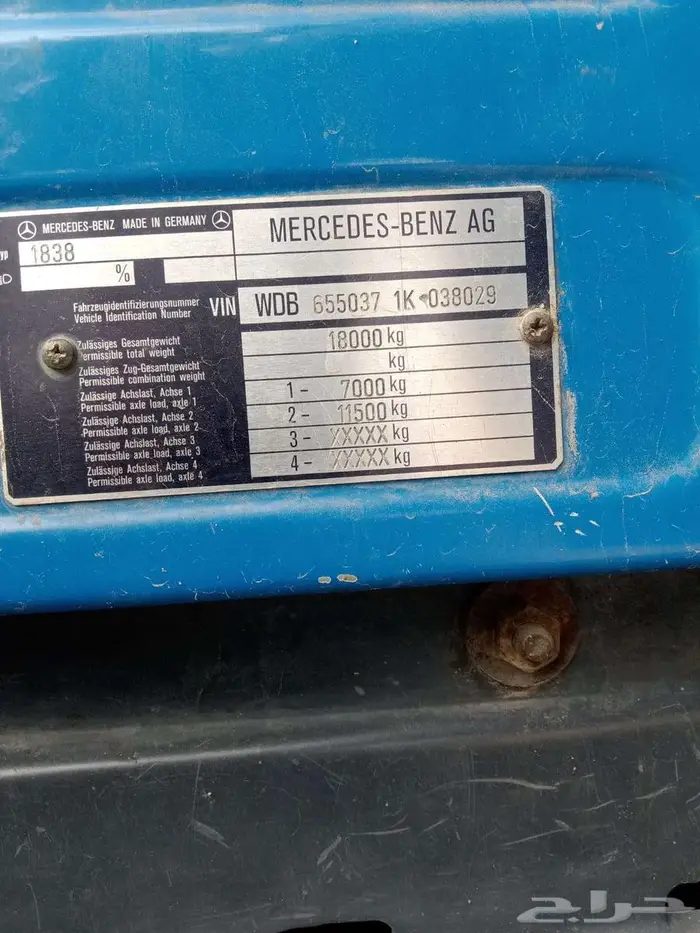 MERCEDES-BENZ MADE IN GERMANY
MERCEDES-BENZ AG
yp 1838
%
Fahrzeugidentifizierungsnummer
Vehicle Identification Number
VIN WDB 655037 1K 038029
Zulässiges Gesamtgewicht
Permissible total weight
18000 kg
Zulässiges Zug-Gesamtgewicht
Permissible combination weight
kg
Zulässige Achslast, Achse 1
Permissible axle load, axle 1
1 - 7000 kg
Zulässige Achslast, Achse 2
Permissible axle load, axle 2
2 - 11500 kg
Zulässige Achslast, Achse 3
Permissible axle load, axle 3
3 - XXXXX kg
Zulässige Achslast, Achse 4
Permissible axle load, axle 4
4 - XXXXX kg
حراج